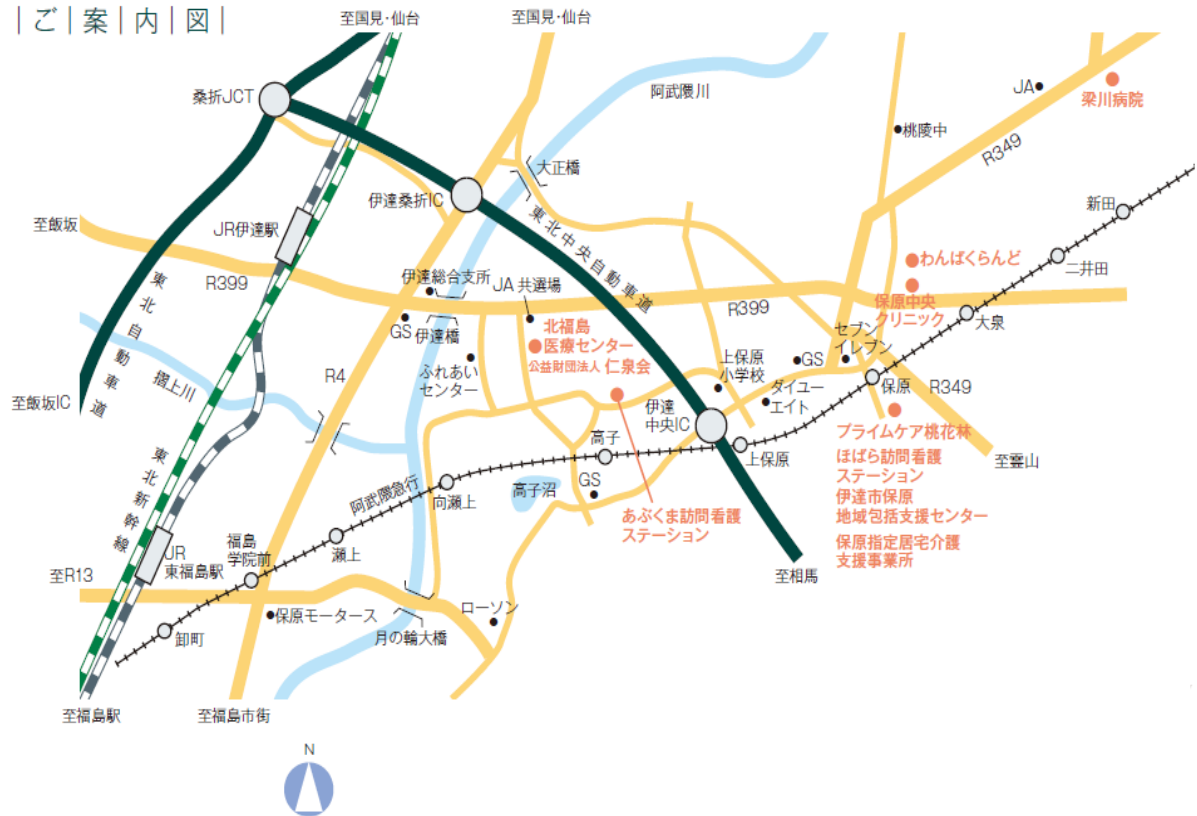 ｜ご｜案｜内｜図｜
至国見・仙台
至国見・仙台
桑折JCT
阿武隈川
JA
梁川病院
桃陵中
R349
大正橋
伊達桑折IC
東北中央自動車道
新田
至飯坂
JR伊達駅
二井田
わんぱくらんど
東北自動車道
R399
伊達総合支所
JA 共選場
保原中央
クリニック
R399
大泉
GS
伊達橋
北福島
医療センター
公益財団法人 仁泉会
セブン
イレブン
摺上川
R4
ふれあい
センター
上保原
小学校
GS
ダイユー
エイト
保原
R349
至飯坂IC
伊達
中央IC
プライムケア桃花林
ほばら訪問看護
ステーション
伊達市保原
地域包括支援センター
保原指定居宅介護
支援事業所
至霊山
東北新幹線
高子
上保原
阿武隈急行
向瀬上
高子沼
GS
あぶくま訪問看護
ステーション
瀬上
福島
学院前
JR
東福島駅
至R13
至相馬
保原モータース
ローソン
卸町
月の輪大橋
至福島駅
至福島市街
N